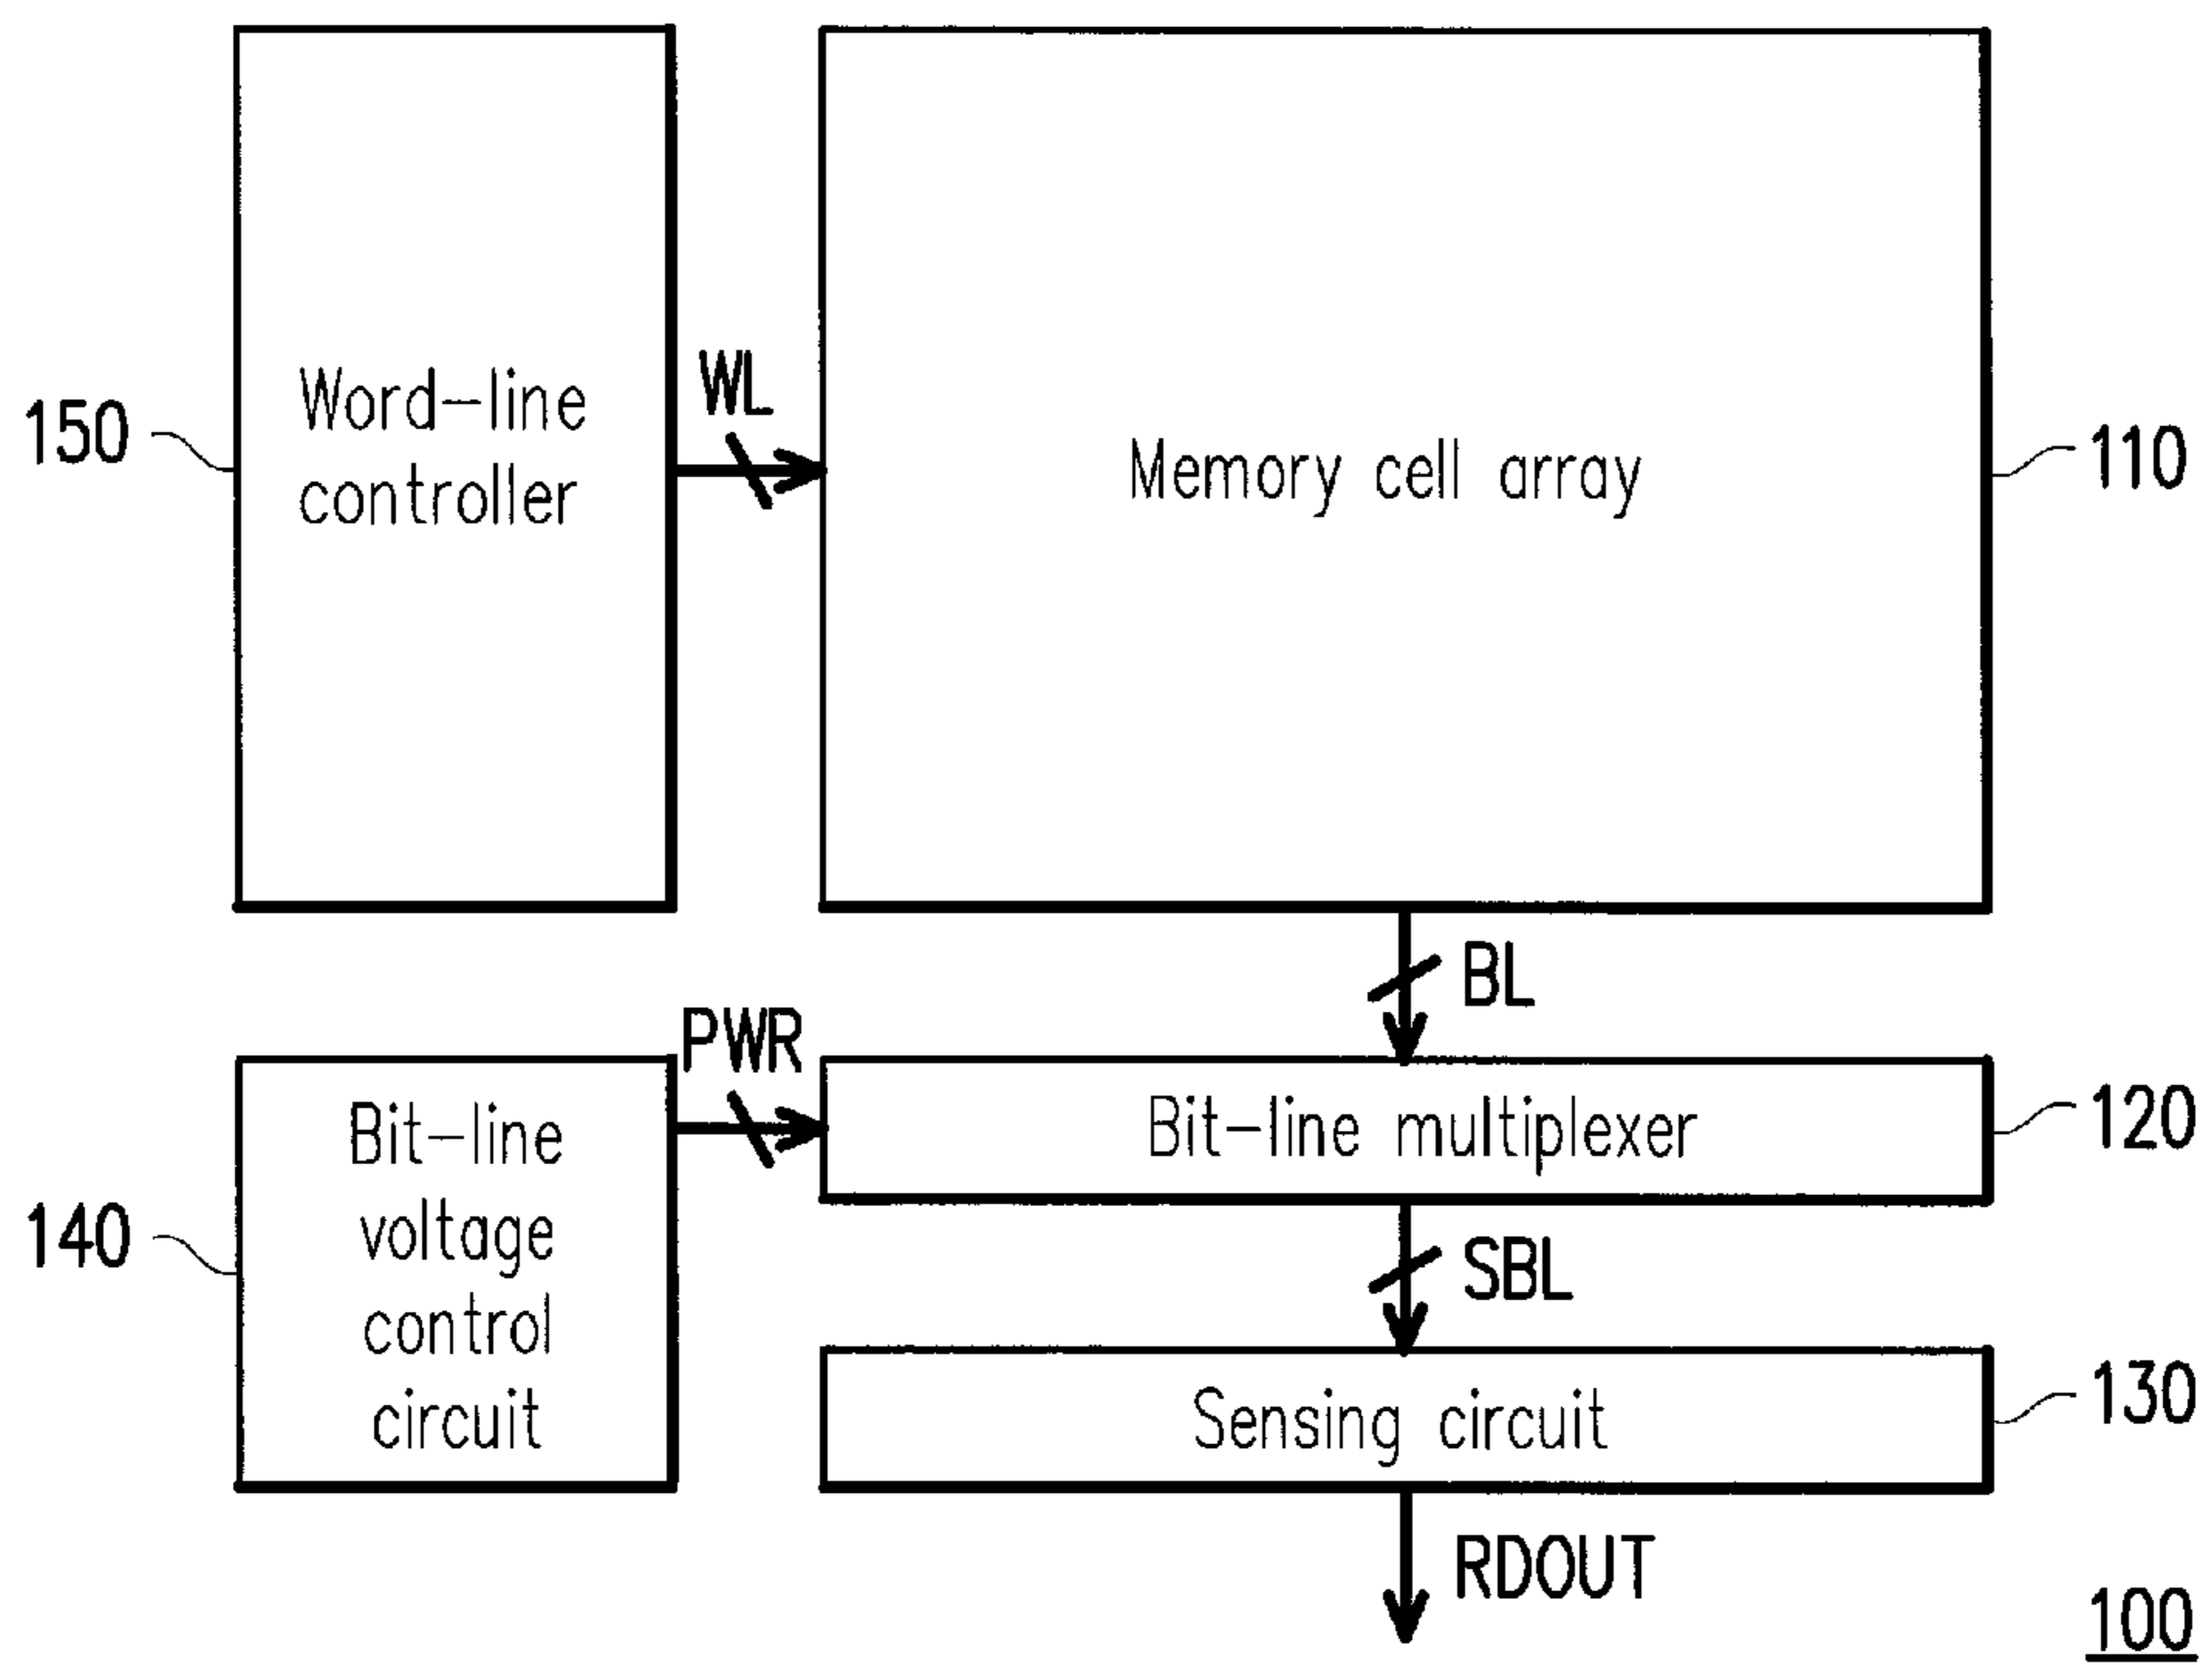 WL
Word-line
controller
150
Memory cell array
110
BL
PWR
Bit-line
voltage
control
circuit
140
Bit-line multiplexer
120
SBL
Sensing circuit
130
RDOUT
100